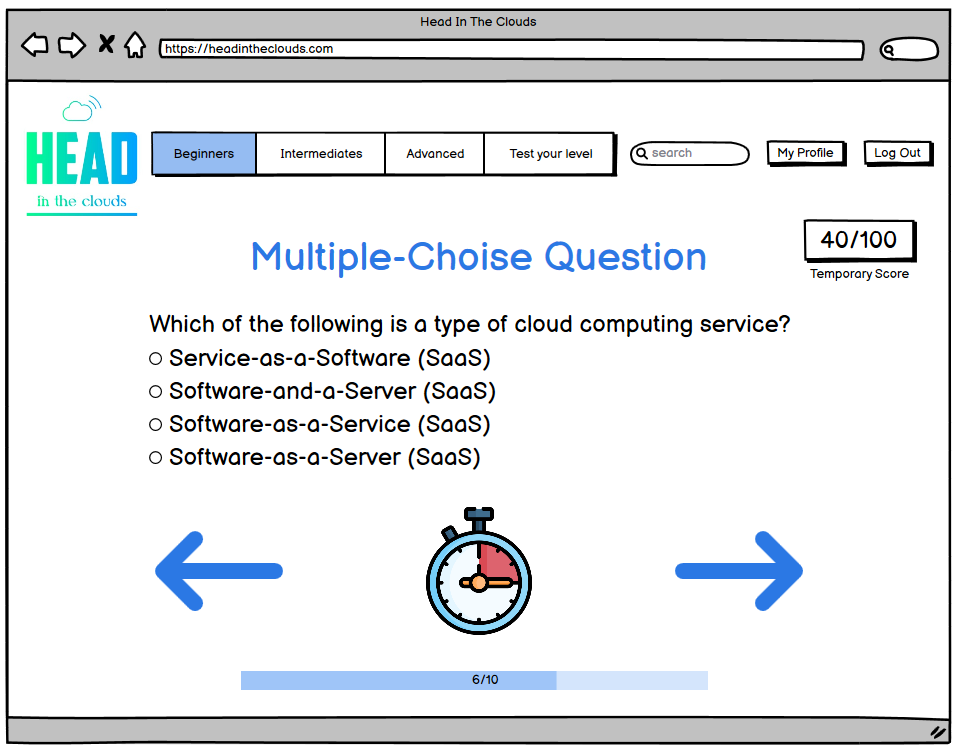 Head In The Clouds
https://headintheclouds.com
HEAD
in the clouds
Beginners
Intermediates
Advanced
Test your level
search
My Profile
Log Out
40/100
Temporary Score
Multiple-Choise Question
Which of the following is a type of cloud computing service?
Service-as-a-Software (SaaS)
Software-and-a-Server (SaaS)
Software-as-a-Service (SaaS)
Software-as-a-Server (SaaS)
6/10